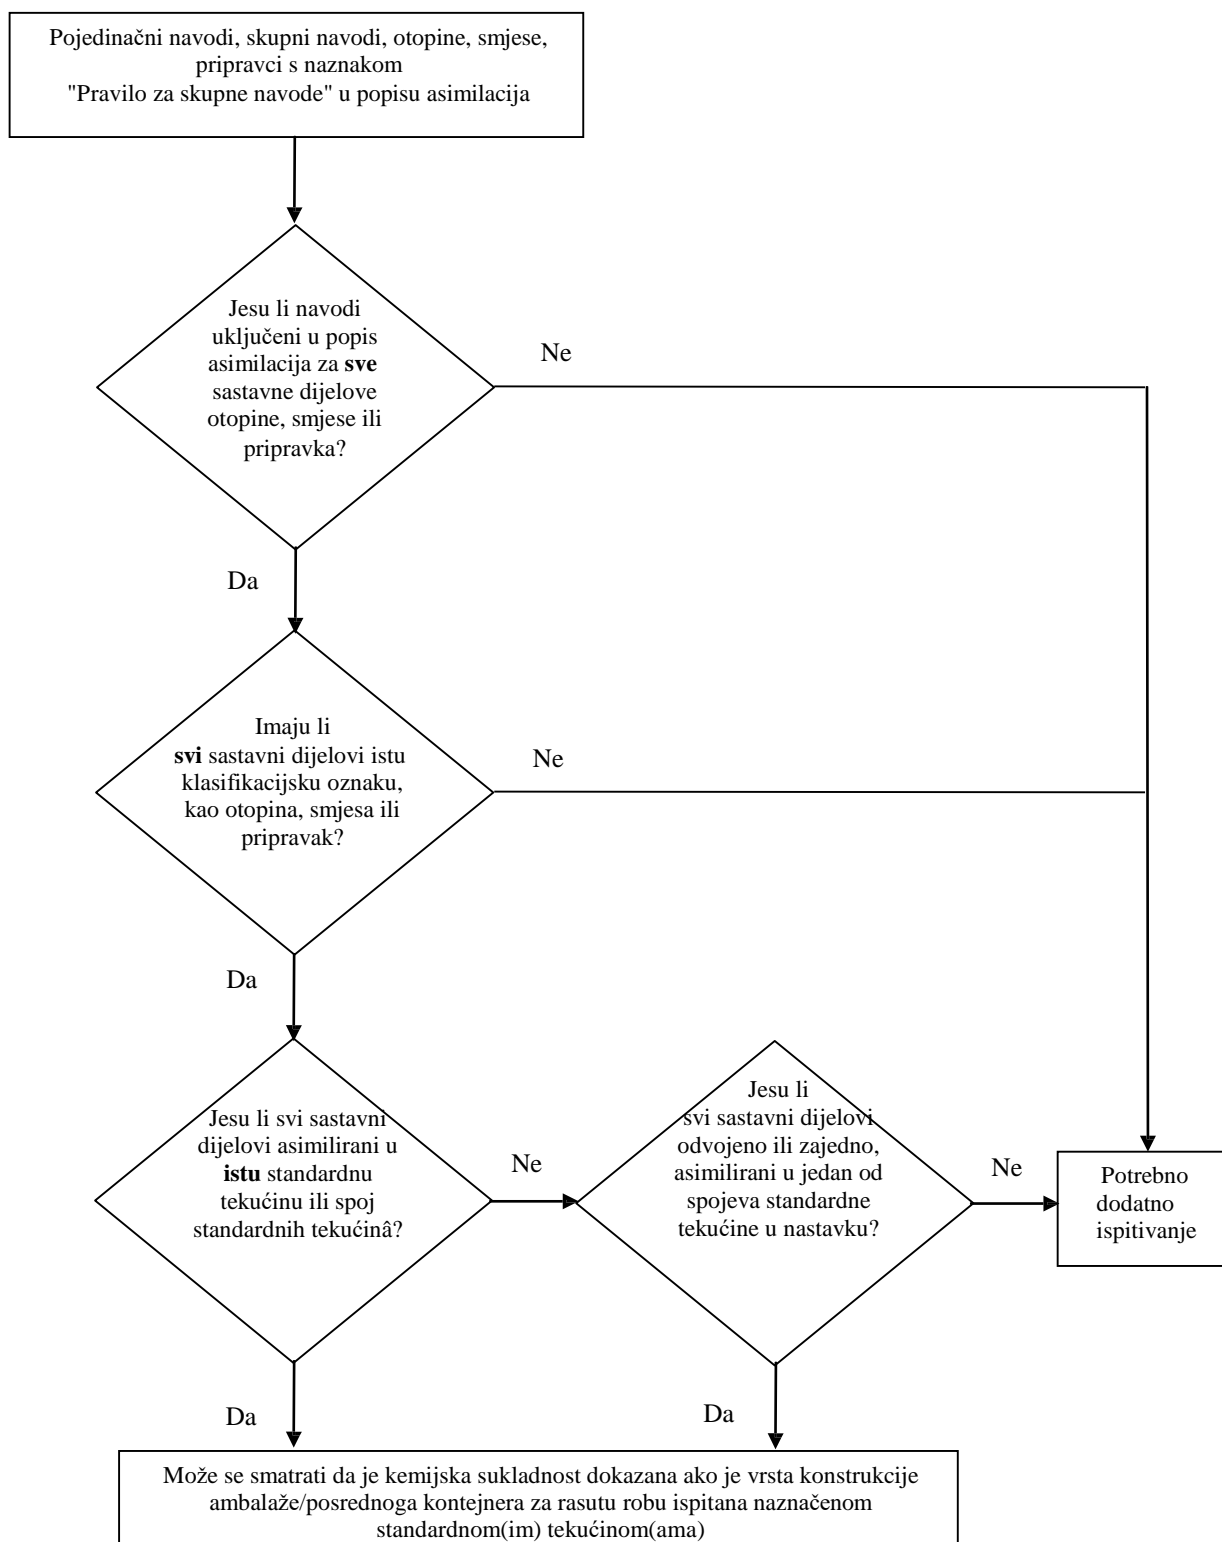 Pojedinačni navodi, skupni navodi, otopine, smjese,
pripravci s naznakom
"Pravilo za skupne navode" u popisu asimilacija
Jesu li navodi
uključeni u popis
asimilacija za sve
sastavne dijelove
otopine, smjese ili
pripravka?
Ne
Da
Imaju li
svi sastavni dijelovi istu
klasifikacijsku oznaku,
kao otopina, smjesa ili
pripravak?
Ne
Da
Jesu li svi sastavni
dijelovi asimilirani u
istu standardnu
tekućinu ili spoj
standardnih tekućinâ?
Ne
Jesu li
svi sastavni dijelovi
odvojeno ili zajedno,
asimilirani u jedan od
spojeva standardne
tekućine u nastavku?
Ne
Potrebno
dodatno
ispitivanje
Da
Da
Može se smatrati da je kemijska sukladnost dokazana ako je vrsta konstrukcije
ambalaže/posrednoga kontejnera za rasutu robu ispitana naznačenom
standardnom(im) tekućinom(ama)